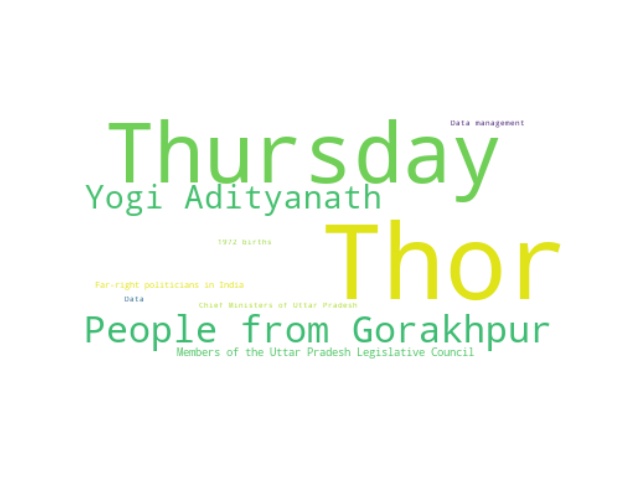 Data management
Thursday
Yogi Adityanath
Thor
1972 births
Far-right politicians in India
Data
Chief Ministers of Uttar Pradesh
People from Gorakhpur
Members of the Uttar Pradesh Legislative Council